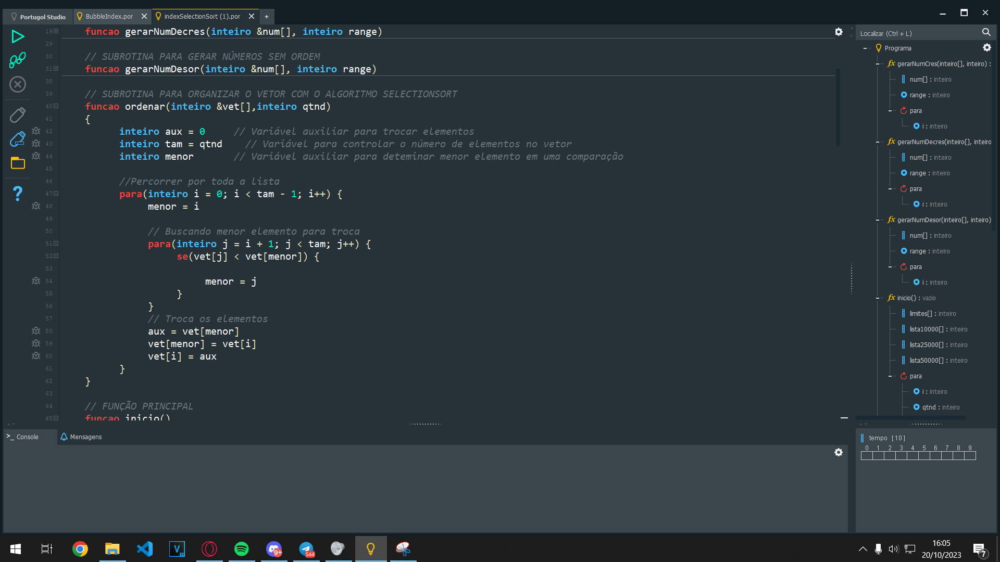 Portugol Studio
BubbleIndex.por
indexSelectionSort (1).por
+
19 funcao gerarNumDecres(inteiro &num[], inteiro range)
29
30 // SUBROTINA PARA GERAR NÚMEROS SEM ORDEM
31 funcao gerarNumDesor(inteiro &num[], inteiro range)
38
39 // SUBROTINA PARA ORGANIZAR O VETOR COM O ALGORITMO SELECTIONSORT
40 funcao ordenar(inteiro &vet[],inteiro qtnd)
41 {
42 inteiro aux = 0 // Variável auxiliar para trocar elementos
43 inteiro tam = qtnd // Variável para controlar o número de elementos no vetor
44 inteiro menor // Variável auxiliar para deteminar menor elemento em uma comparação
45
46 //Percorrer por toda a lista
47 para(inteiro i = 0; i < tam - 1; i++) {
48 menor = i
49
50 // Buscando menor elemento para troca
51 para(inteiro j = i + 1; j < tam; j++) {
52 se(vet[j] < vet[menor]) {
53
54 menor = j
55 }
56 }
57 // Troca os elementos
58 aux = vet[menor]
59 vet[menor] = vet[i]
60 vet[i] = aux
61 }
62 }
63
64 // FUNÇÃO PRINCIPAL
65 funcao inicio()
>_ Console
Mensagens
Localizar (Ctrl + L)
Programa
fx gerarNumCres(inteiro[], inteiro) :
num[] : inteiro
range : inteiro
para
i : inteiro
fx gerarNumDecres(inteiro[], inteiro
num[] : inteiro
range : inteiro
para
i : inteiro
fx gerarNumDesor(inteiro[], inteiro)
num[] : inteiro
range : inteiro
para
i : inteiro
fx inicio() : vazio
limites[] : inteiro
lista10000[] : inteiro
lista25000[] : inteiro
lista50000[] : inteiro
para
i : inteiro
qtnd : inteiro
tempo [10]
0 1 2 3 4 5 6 7 8 9
V
9+
544
16:05
20/10/2023
7